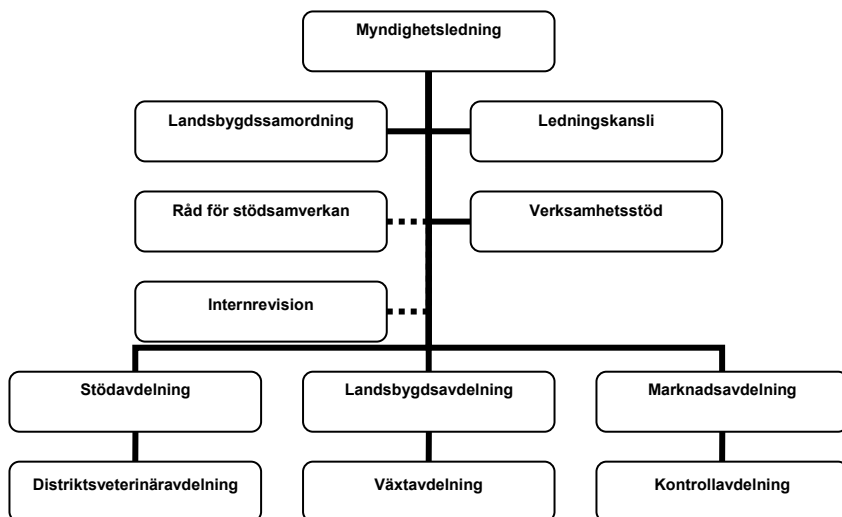 Myndighetsledning
Landsbygdssamordning
Ledningskansli
Råd för stödsamverkan
Verksamhetsstöd
Internrevision
Stödavdelning
Landsbygdsavdelning
Marknadsavdelning
Distriktsveterinäravdelning
Växtavdelning
Kontrollavdelning